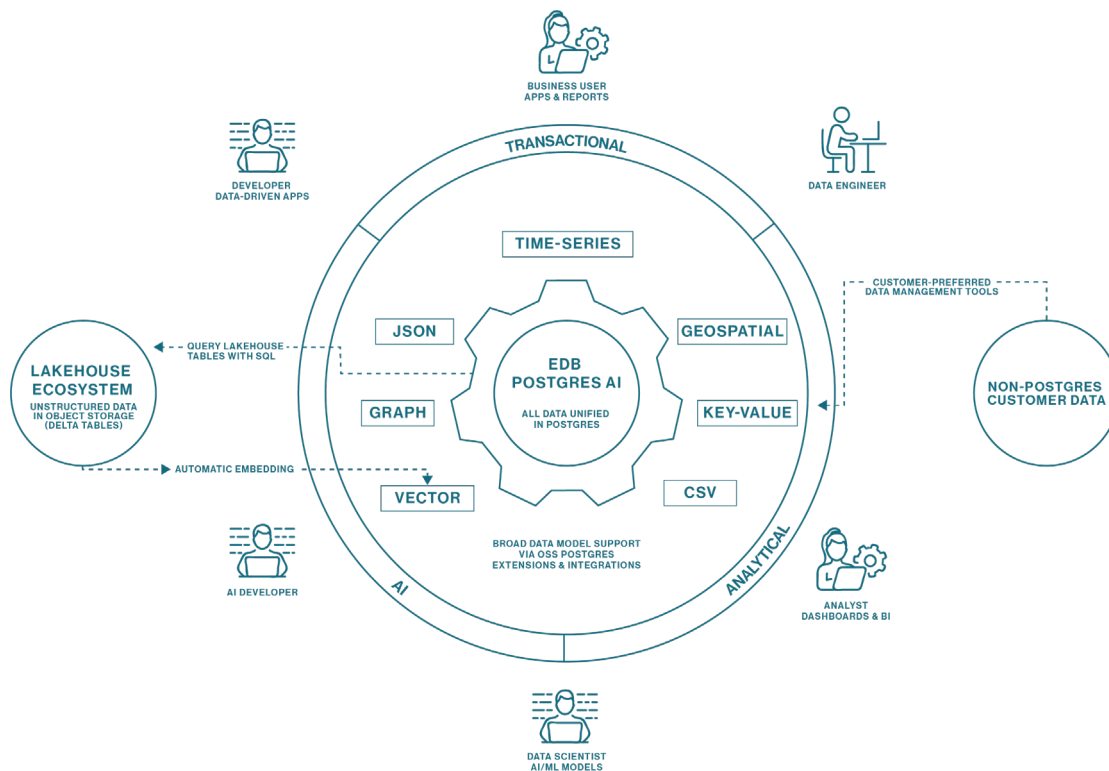 BUSINESS USER
APPS & REPORTS
TRANSACTIONAL
DEVELOPER
DATA-DRIVEN APPS
DATA ENGINEER
TIME-SERIES
CUSTOMER-PREFERRED
DATA MANAGEMENT TOOLS
JSON
GEOSPATIAL
QUERY LAKEHOUSE
TABLES WITH SQL
LAKEHOUSE
ECOSYSTEM
UNSTRUCTURED DATA
IN OBJECT STORAGE
(DELTA TABLES)
EDB
POSTGRES AI
ALL DATA UNIFIED
IN POSTGRES
NON-POSTGRES
CUSTOMER DATA
GRAPH
KEY-VALUE
AUTOMATIC EMBEDDING
VECTOR
CSV
BROAD DATA MODEL SUPPORT
VIA OSS POSTGRES
EXTENSIONS & INTEGRATIONS
ANALYTICAL
AI
AI DEVELOPER
ANALYST
DASHBOARDS & BI
DATA SCIENTIST
AI/ML MODELS